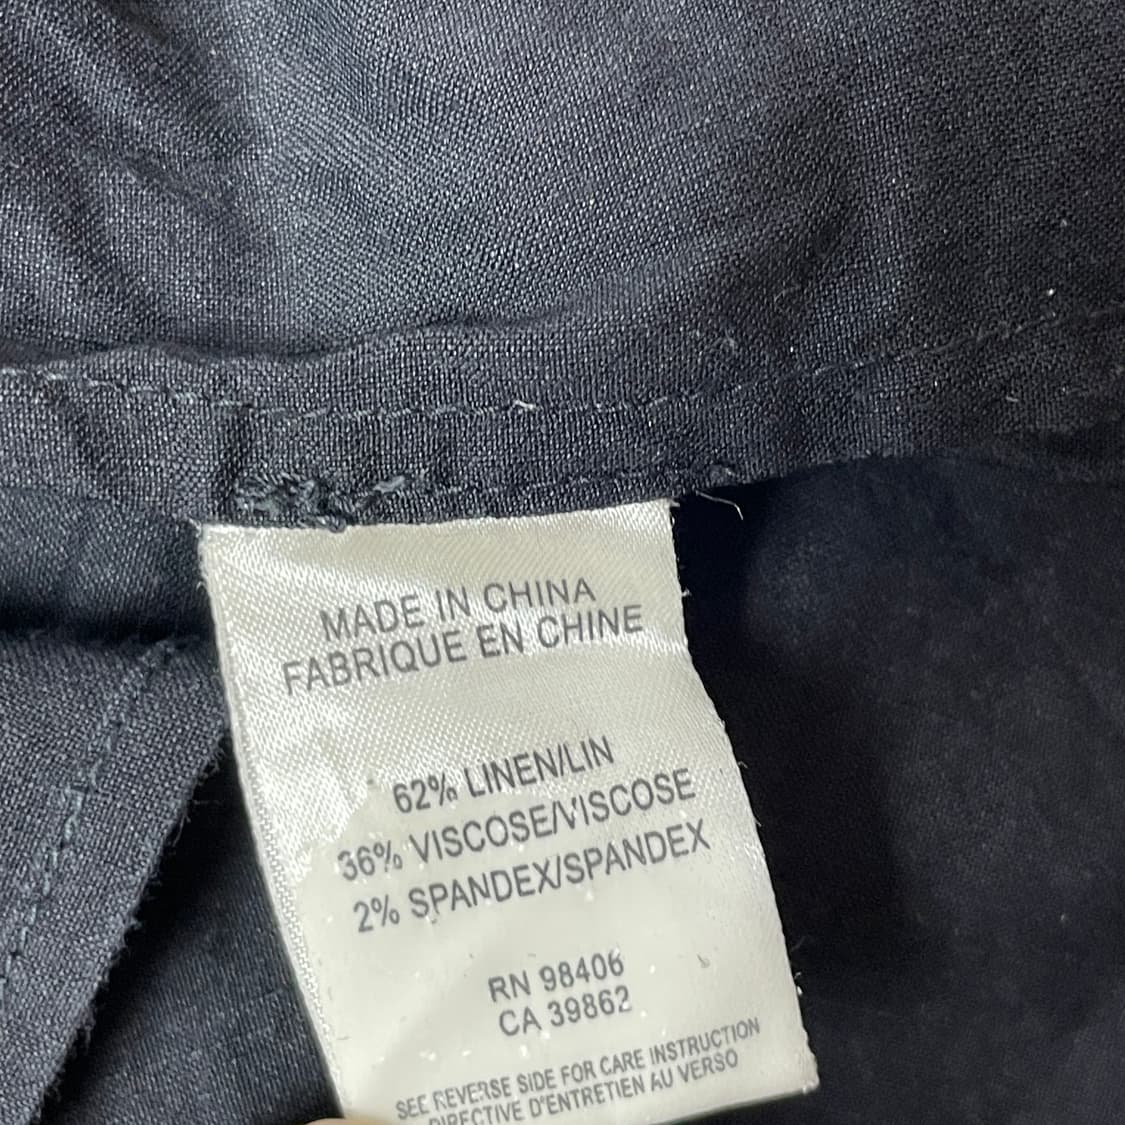 MADE IN CHINA
FABRIQUE EN CHINE
62% LINEN/LIN
36% VISCOSE/VISCOSE
2% SPANDEX/SPANDEX
RN 98406
CA 39862
SEE REVERSE SIDE FOR CARE INSTRUCTION
DIRECTIVE D'ENTRETIEN AU VERSO